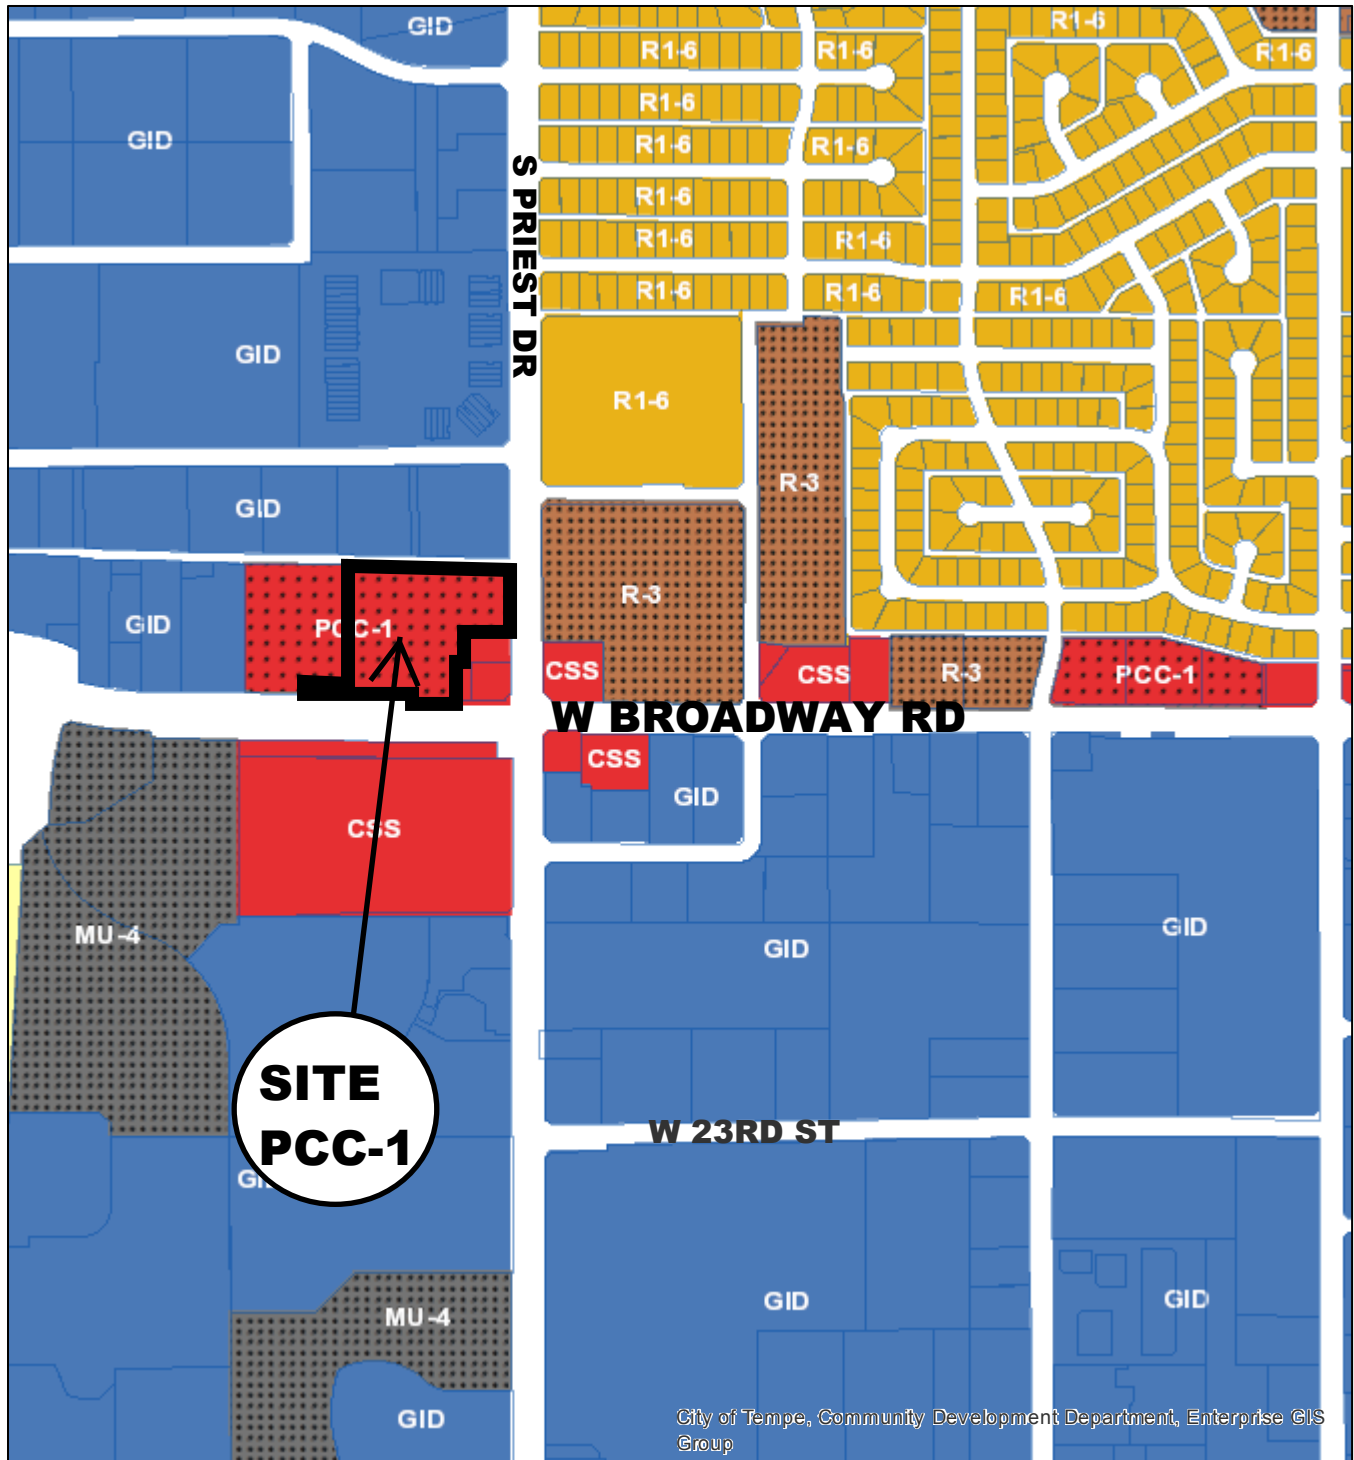 GID
R1-6
R1-6
R1-6
R1-6
R1-6
GID
R1-6
R1-6
R1-6
S PRIEST DR
R1-6
R1-6
R1-6
R1-6
R1-6
R1-6
GID
R1-6
R-3
GID
R-3
GID
PCC-1
CSS
CSS
R-3
PCC-1
W BROADWAY RD
CSS
GID
CSS
MU-4
GID
GID
SITE
PCC-1
W 23RD ST
MU-4
GID
GID
GID
City of Tempe, Community Development Department, Enterprise GIS
Group